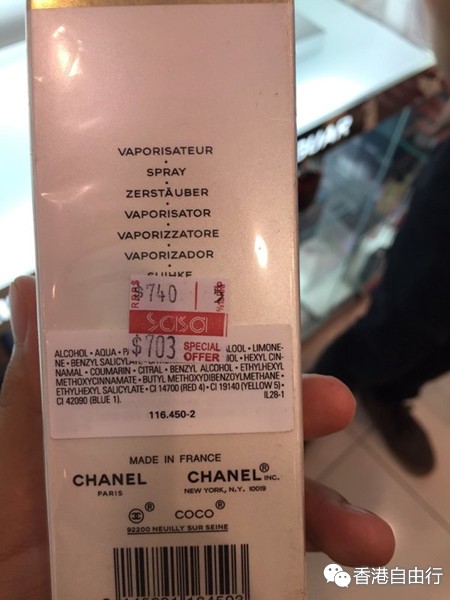 GUAR
VAPORISATEUR
SPRAY
ZERSTÄUBER
VAPORISATOR
VAPORIZZATORE
VAPORIZADOR
$740
sasa
$703 SPECIAL OFFER
ALCOHOL • AQUA • LIMONE-
NE • BENZYL SALICYLATE • HEXYL CIN-
NAMAL • COUMARIN • CITRAL • BENZYL ALCOHOL • ETHYLHEXYL
METHOXYCINNAMATE • BUTYL METHOXYDIBENZOYLMETHANE •
ETHYLHEXYL SALICYLATE • CI 14700 (RED 4) • CI 19140 (YELLOW 5) •
CI 42090 (BLUE 1). IL28-1
116.450-2
MADE IN FRANCE
CHANEL CHANEL® INC.
PARIS NEW YORK, N.Y. 10019
® COCO®
92200 NEUILLY SUR SEINE
香港自由行